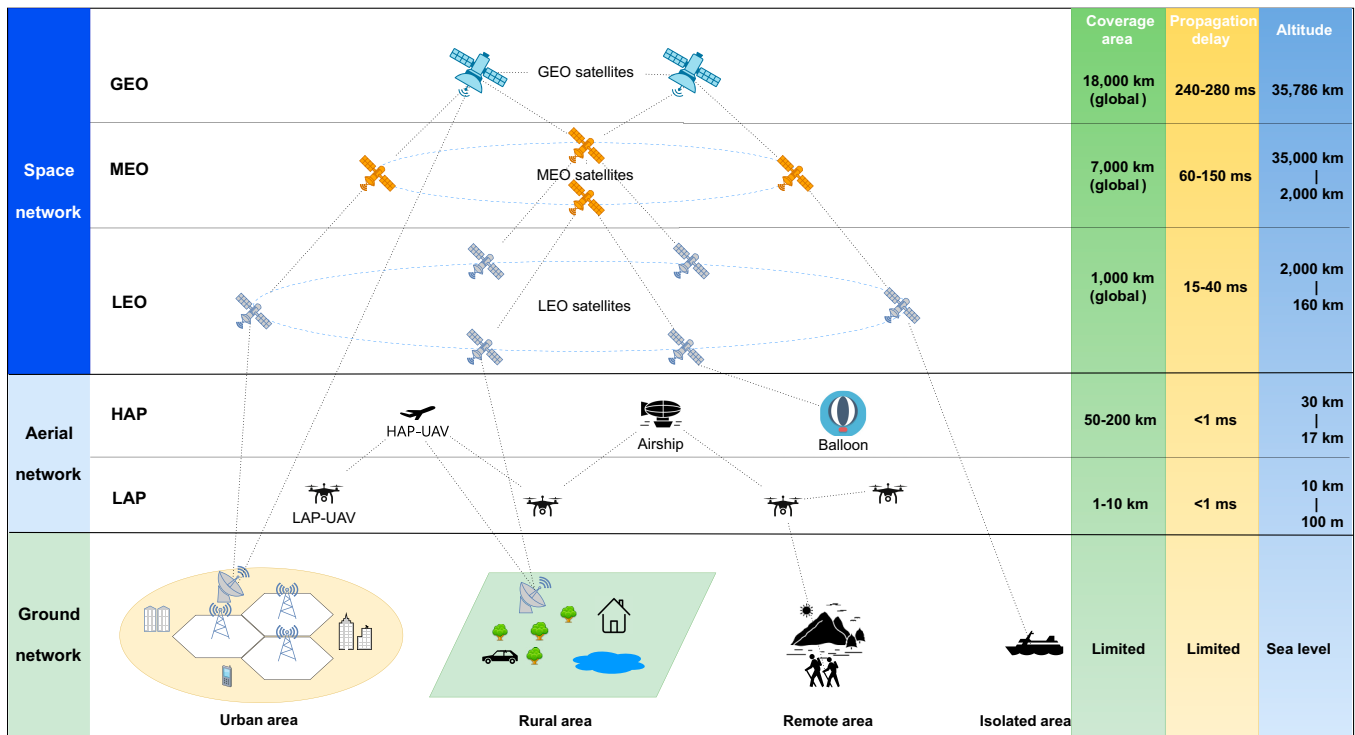 Coverage area
Propagation delay
Altitude
Space
network
GEO
GEO satellites
18,000 km
(global)
240-280 ms
35,786 km
MEO
MEO satellites
7,000 km
(global)
60-150 ms
35,000 km
|
2,000 km
LEO
LEO satellites
1,000 km
(global)
15-40 ms
2,000 km
|
160 km
Aerial
network
HAP
HAP-UAV
Airship
Balloon
50-200 km
<1 ms
30 km
|
17 km
LAP
LAP-UAV
1-10 km
<1 ms
10 km
|
100 m
Ground
network
Limited
Limited
Sea level
Urban area
Rural area
Remote area
Isolated area